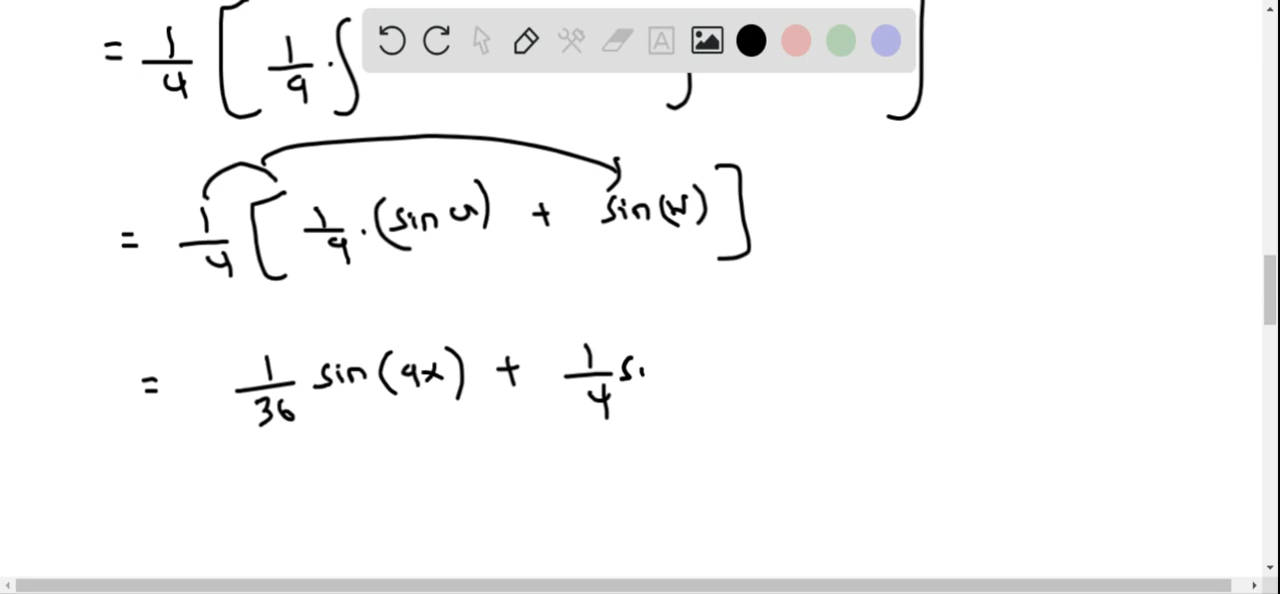 = 1/4 [ 1/9 · ∫ ]
= 1/4 [ 1/9 · (sin u) + sin(w) ]
= 1/36 sin(9x) + 1/4 s